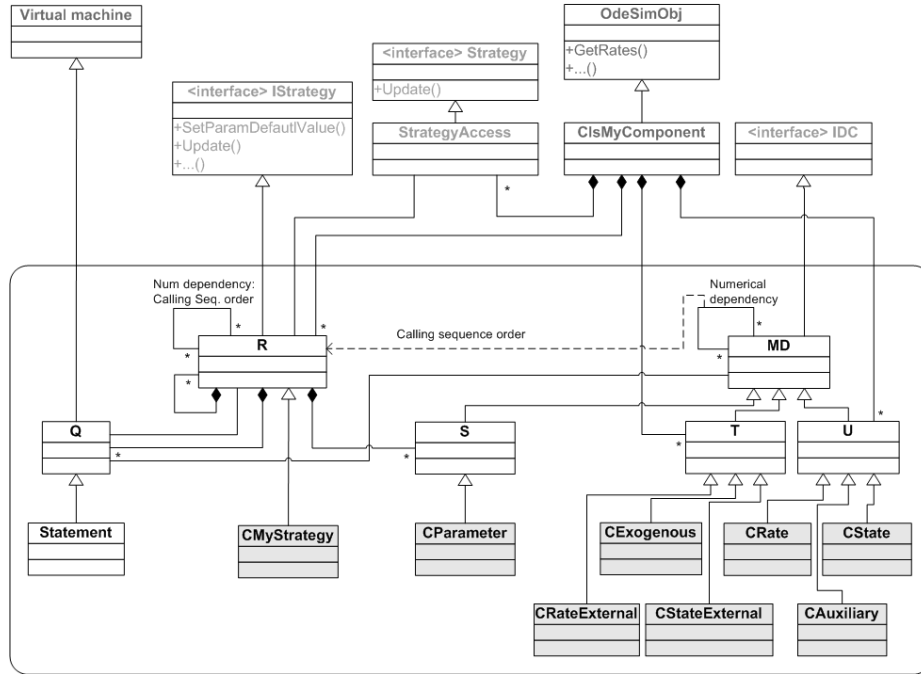 Virtual machine
OdeSimObj
+GetRates()
+...()
<interface> Strategy
+Update()
<interface> IStrategy
+SetParamDefautlValue()
+Update()
+...()
StrategyAccess
ClsMyComponent
<interface> IDC
*
Num dependency:
Calling Seq. order
*
*
*
*
R
Calling sequence order
Numerical
dependency
*
*
MD
Q
*
S
*
T
*
U
*
Statement
CMyStrategy
CParameter
CExogenous
CRate
CState
CRateExternal
CStateExternal
CAuxiliary